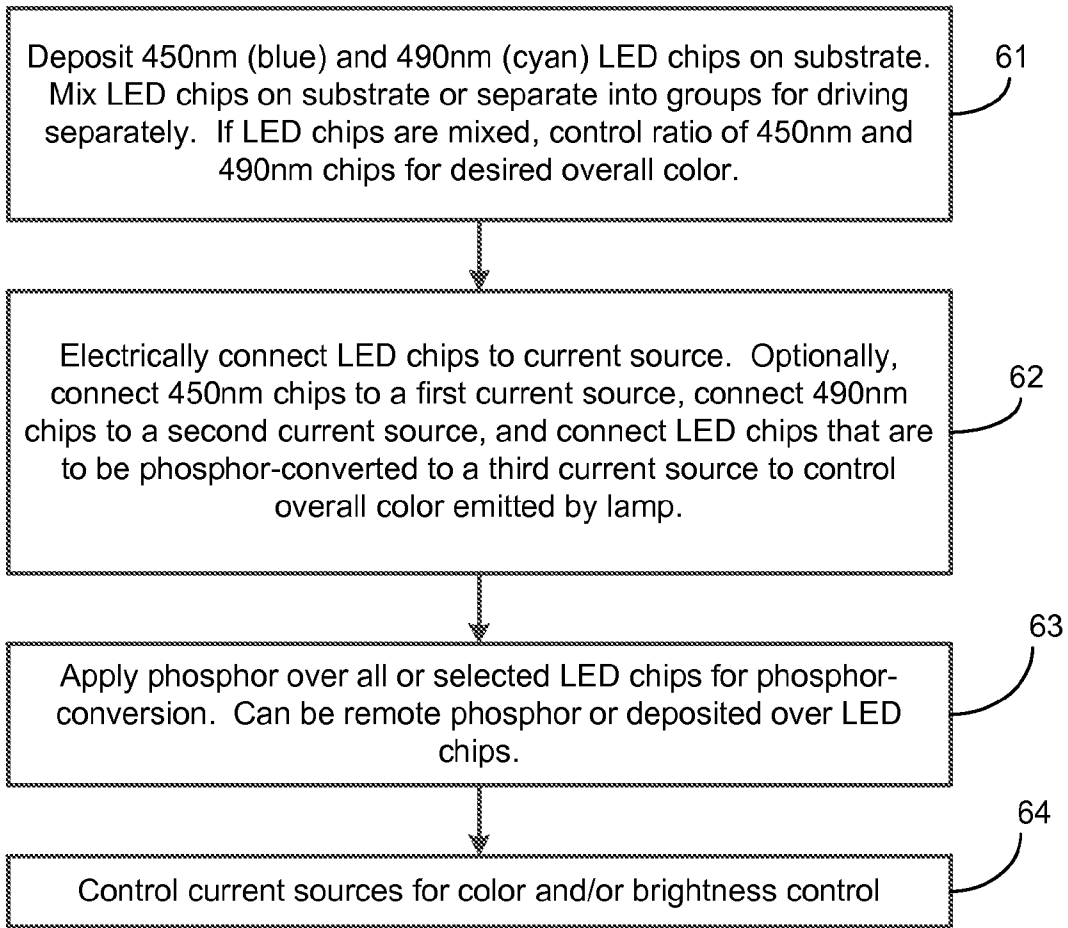 Deposit 450nm (blue) and 490nm (cyan) LED chips on substrate.
Mix LED chips on substrate or separate into groups for driving
separately.  If LED chips are mixed, control ratio of 450nm and
490nm chips for desired overall color.
61
Electrically connect LED chips to current source.  Optionally,
connect 450nm chips to a first current source, connect 490nm
chips to a second current source, and connect LED chips that are
to be phosphor-converted to a third current source to control
overall color emitted by lamp.
62
Apply phosphor over all or selected LED chips for phosphor-
conversion.  Can be remote phosphor or deposited over LED
chips.
63
Control current sources for color and/or brightness control
64